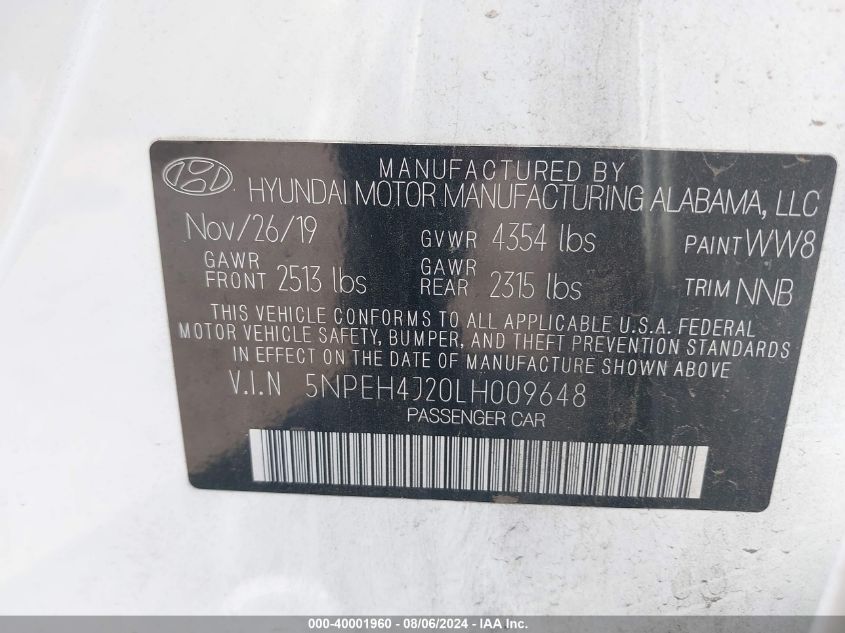 MANUFACTURED BY
HYUNDAI MOTOR MANUFACTURING ALABAMA, LLC
Nov/26/19 GVWR 4354 lbs PAINT WW8
GAWR FRONT 2513 lbs GAWR REAR 2315 lbs TRIM NNB
THIS VEHICLE CONFORMS TO ALL APPLICABLE U.S.A. FEDERAL
MOTOR VEHICLE SAFETY, BUMPER, AND THEFT PREVENTION STANDARDS
IN EFFECT ON THE DATE OF MANUFACTURE SHOWN ABOVE
V.I.N 5NPEH4J20LH009648
PASSENGER CAR
000-40001960 - 08/06/2024 - IAA Inc.